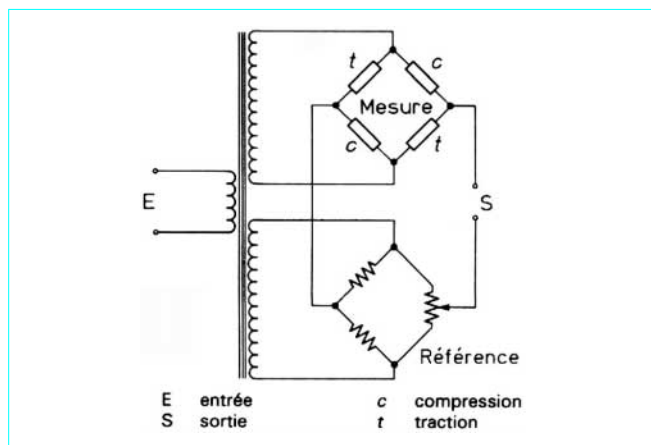 t c
Mesure
c t
E
S
Référence
E entrée c compression
S sortie t traction